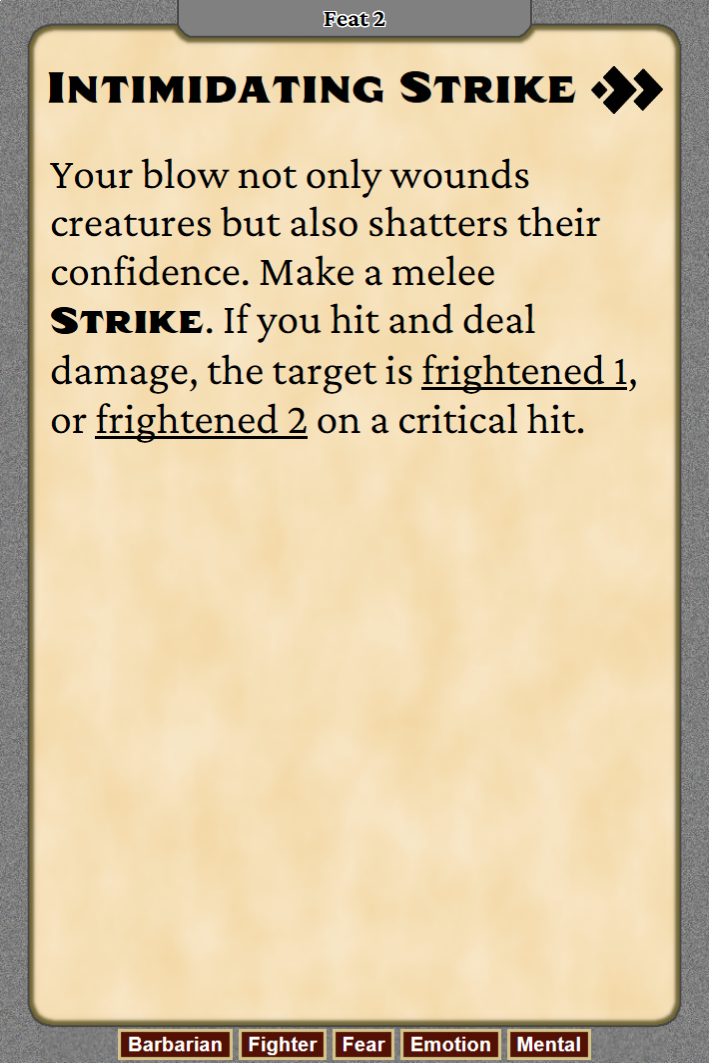 Feat 2
Intimidating Strike
Your blow not only wounds
creatures but also shatters their
confidence. Make a melee
Strike. If you hit and deal
damage, the target is frightened 1,
or frightened 2 on a critical hit.
Barbarian Fighter Fear Emotion Mental